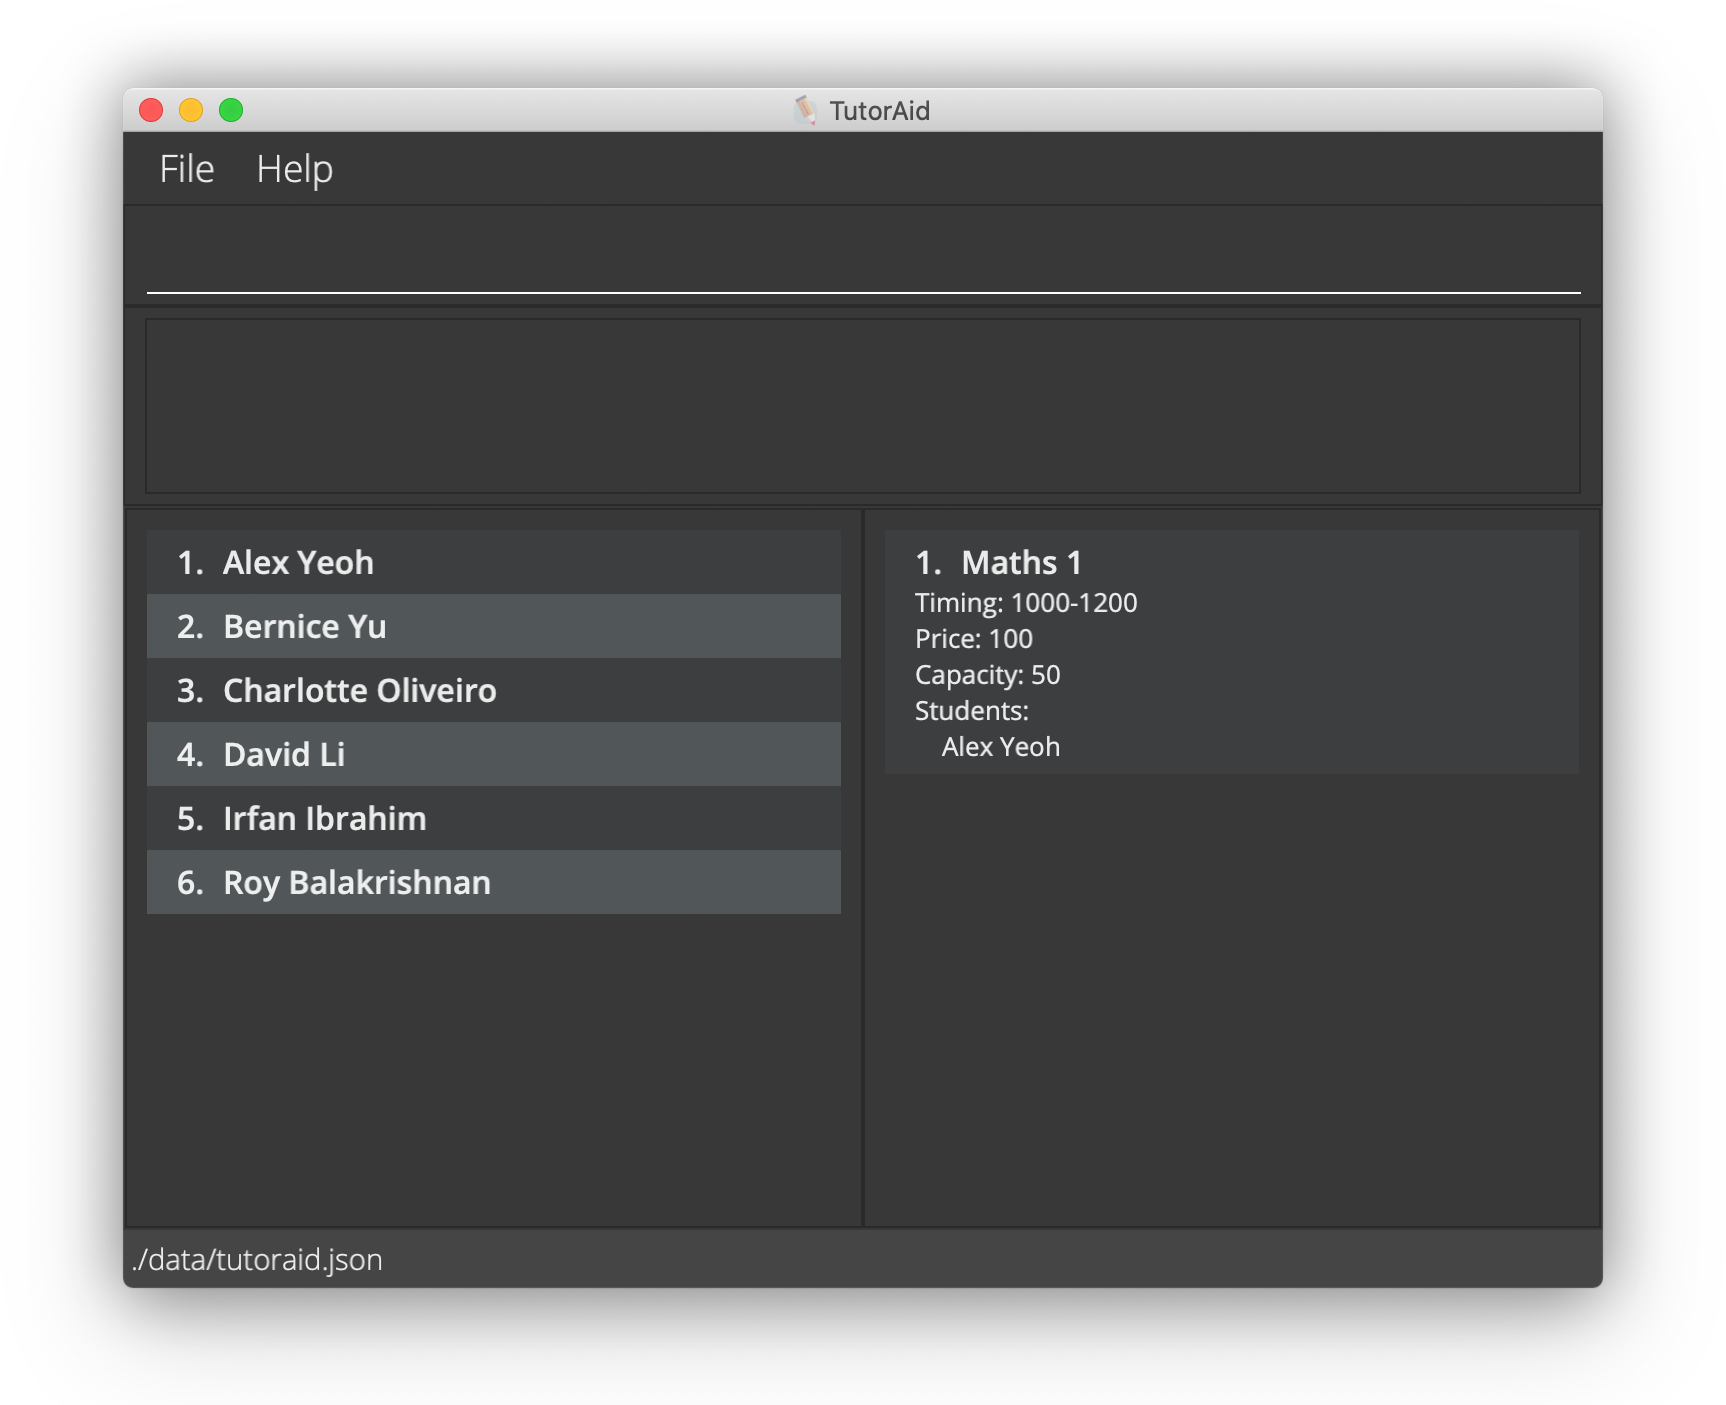 TutorAid
File Help
1. Alex Yeoh
2. Bernice Yu
3. Charlotte Oliveiro
4. David Li
5. Irfan Ibrahim
6. Roy Balakrishnan
1. Maths 1
Timing: 1000-1200
Price: 100
Capacity: 50
Students:
Alex Yeoh
./data/tutoraid.json